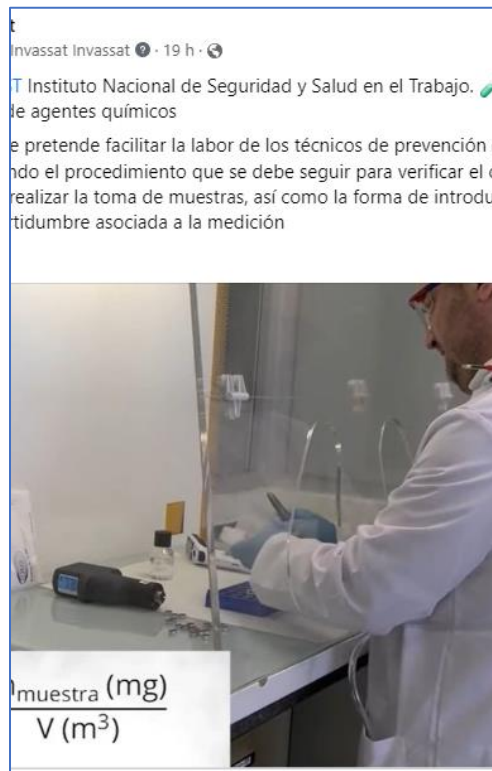 t
Invassat Invassat · 19 h ·
ST Instituto Nacional de Seguridad y Salud en el Trabajo.
de agentes químicos
e pretende facilitar la labor de los técnicos de prevención
ndo el procedimiento que se debe seguir para verificar el
realizar la toma de muestras, así como la forma de introdu
rtidumbre asociada a la medición
muestra (mg)
V (m³)